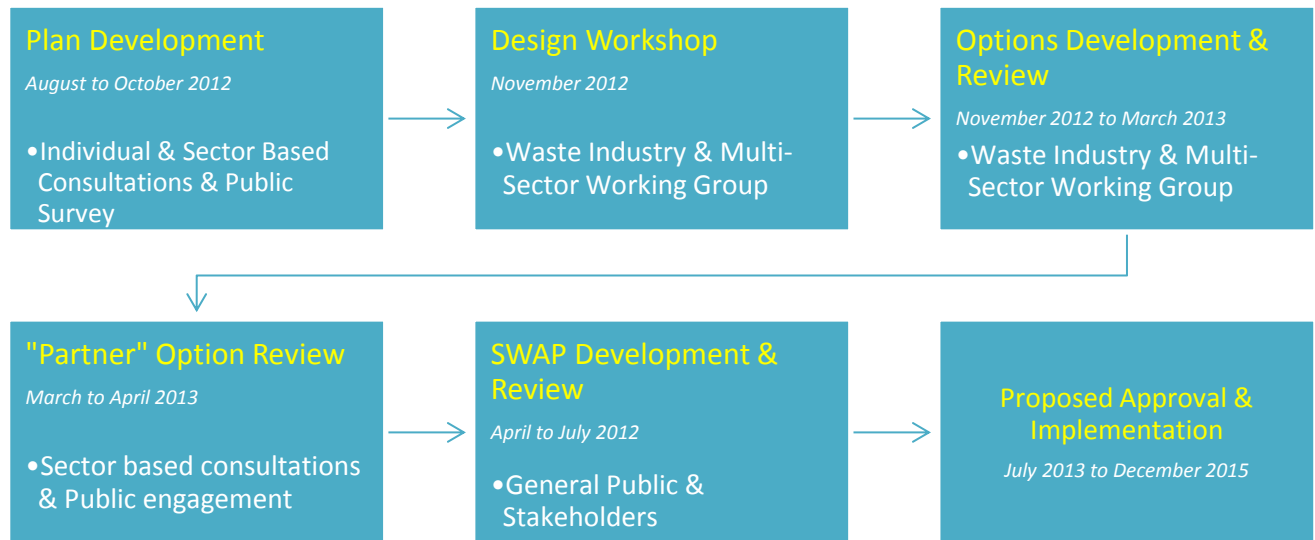 Plan Development
August to October 2012
•Individual & Sector Based
Consultations & Public
Survey
Design Workshop
November 2012
•Waste Industry & Multi-
Sector Working Group
Options Development &
Review
November 2012 to March 2013
•Waste Industry & Multi-
Sector Working Group
"Partner" Option Review
March to April 2013
•Sector based consultations
& Public engagement
SWAP Development &
Review
April to July 2012
•General Public &
Stakeholders
Proposed Approval &
Implementation
July 2013 to December 2015